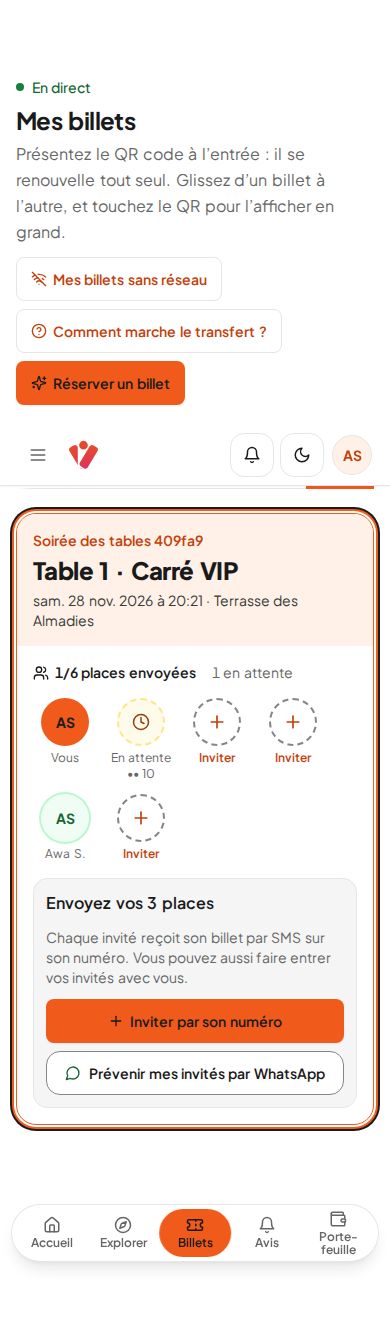 En direct
Mes billets
Présentez le QR code à l'entrée : il se
renouvelle tout seul. Glissez d'un billet à
l'autre, et touchez le QR pour l'afficher en
grand.
Mes billets sans réseau
Comment marche le transfert ?
Réserver un billet
AS
Soirée des tables 409fa9
Table 1 · Carré VIP
sam. 28 nov. 2026 à 20:21 · Terrasse des
Almadies
1/6 places envoyées 1 en attente
AS
Vous En attente Inviter Inviter
•• 10
AS
Awa S. Inviter
Envoyez vos 3 places
Chaque invité reçoit son billet par SMS sur
son numéro. Vous pouvez aussi faire entrer
vos invités avec vous.
Inviter par son numéro
Prévenir mes invités par WhatsApp
Accueil Explorer Billets Avis Porte-
feuille